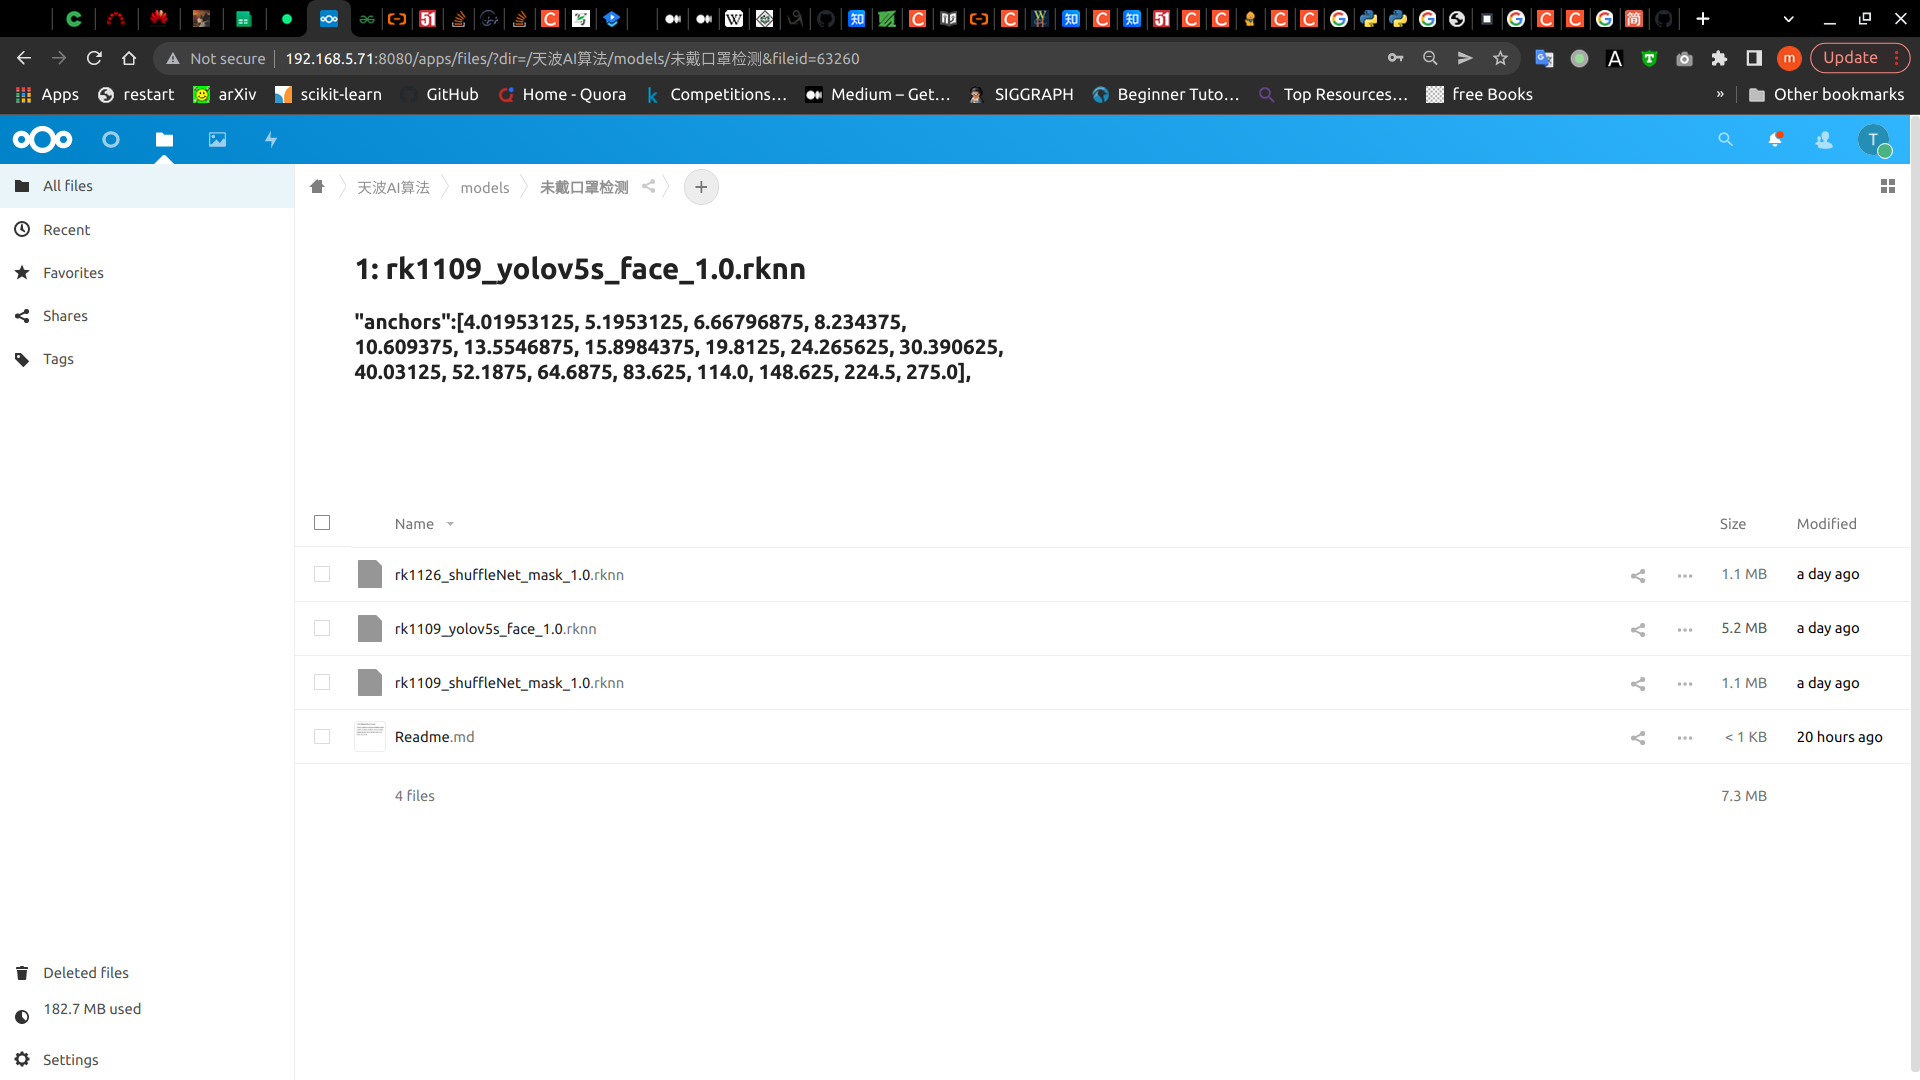 Not secure
192.168.5.71:8080/apps/files/?dir=/天波AI算法/models/未戴口罩检测&fileid=63260
m
Update
Apps
restart
arXiv
scikit-learn
GitHub
Home - Quora
Competitions…
Medium – Get…
SIGGRAPH
Beginner Tuto…
Top Resources…
free Books
»
Other bookmarks
T
All files
天波AI算法
models
未戴口罩检测
+
Recent
Favorites
Shares
Tags
1: rk1109_yolov5s_face_1.0.rknn
"anchors":[4.01953125, 5.1953125, 6.66796875, 8.234375,
10.609375, 13.5546875, 15.8984375, 19.8125, 24.265625, 30.390625,
40.03125, 52.1875, 64.6875, 83.625, 114.0, 148.625, 224.5, 275.0],
Name
Size
Modified
rk1126_shuffleNet_mask_1.0.rknn
1.1 MB
a day ago
rk1109_yolov5s_face_1.0.rknn
5.2 MB
a day ago
rk1109_shuffleNet_mask_1.0.rknn
1.1 MB
a day ago
Readme.md
< 1 KB
20 hours ago
4 files
7.3 MB
Deleted files
182.7 MB used
Settings